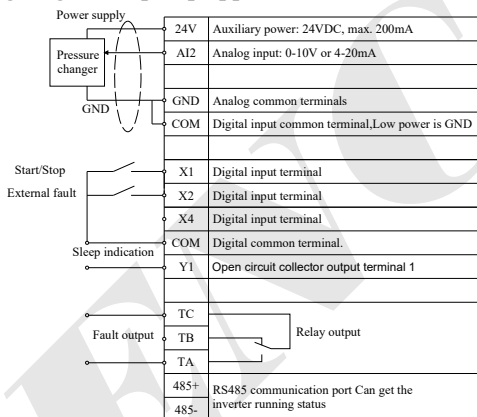 Power supply
24V Auxiliary power: 24VDC, max. 200mA
Pressure
changer
AI2 Analog input: 0-10V or 4-20mA
GND
GND Analog common terminals
COM Digital input common terminal,Low power is GND
Start/Stop
X1 Digital input terminal
External fault
X2 Digital input terminal
X4 Digital input terminal
COM Digital common terminal.
Sleep indication
Y1 Open circuit collector output terminal 1
TC
Fault output
TB
Relay output
TA
485+
485-
RS485 communication port Can get the
inverter running status
ENC